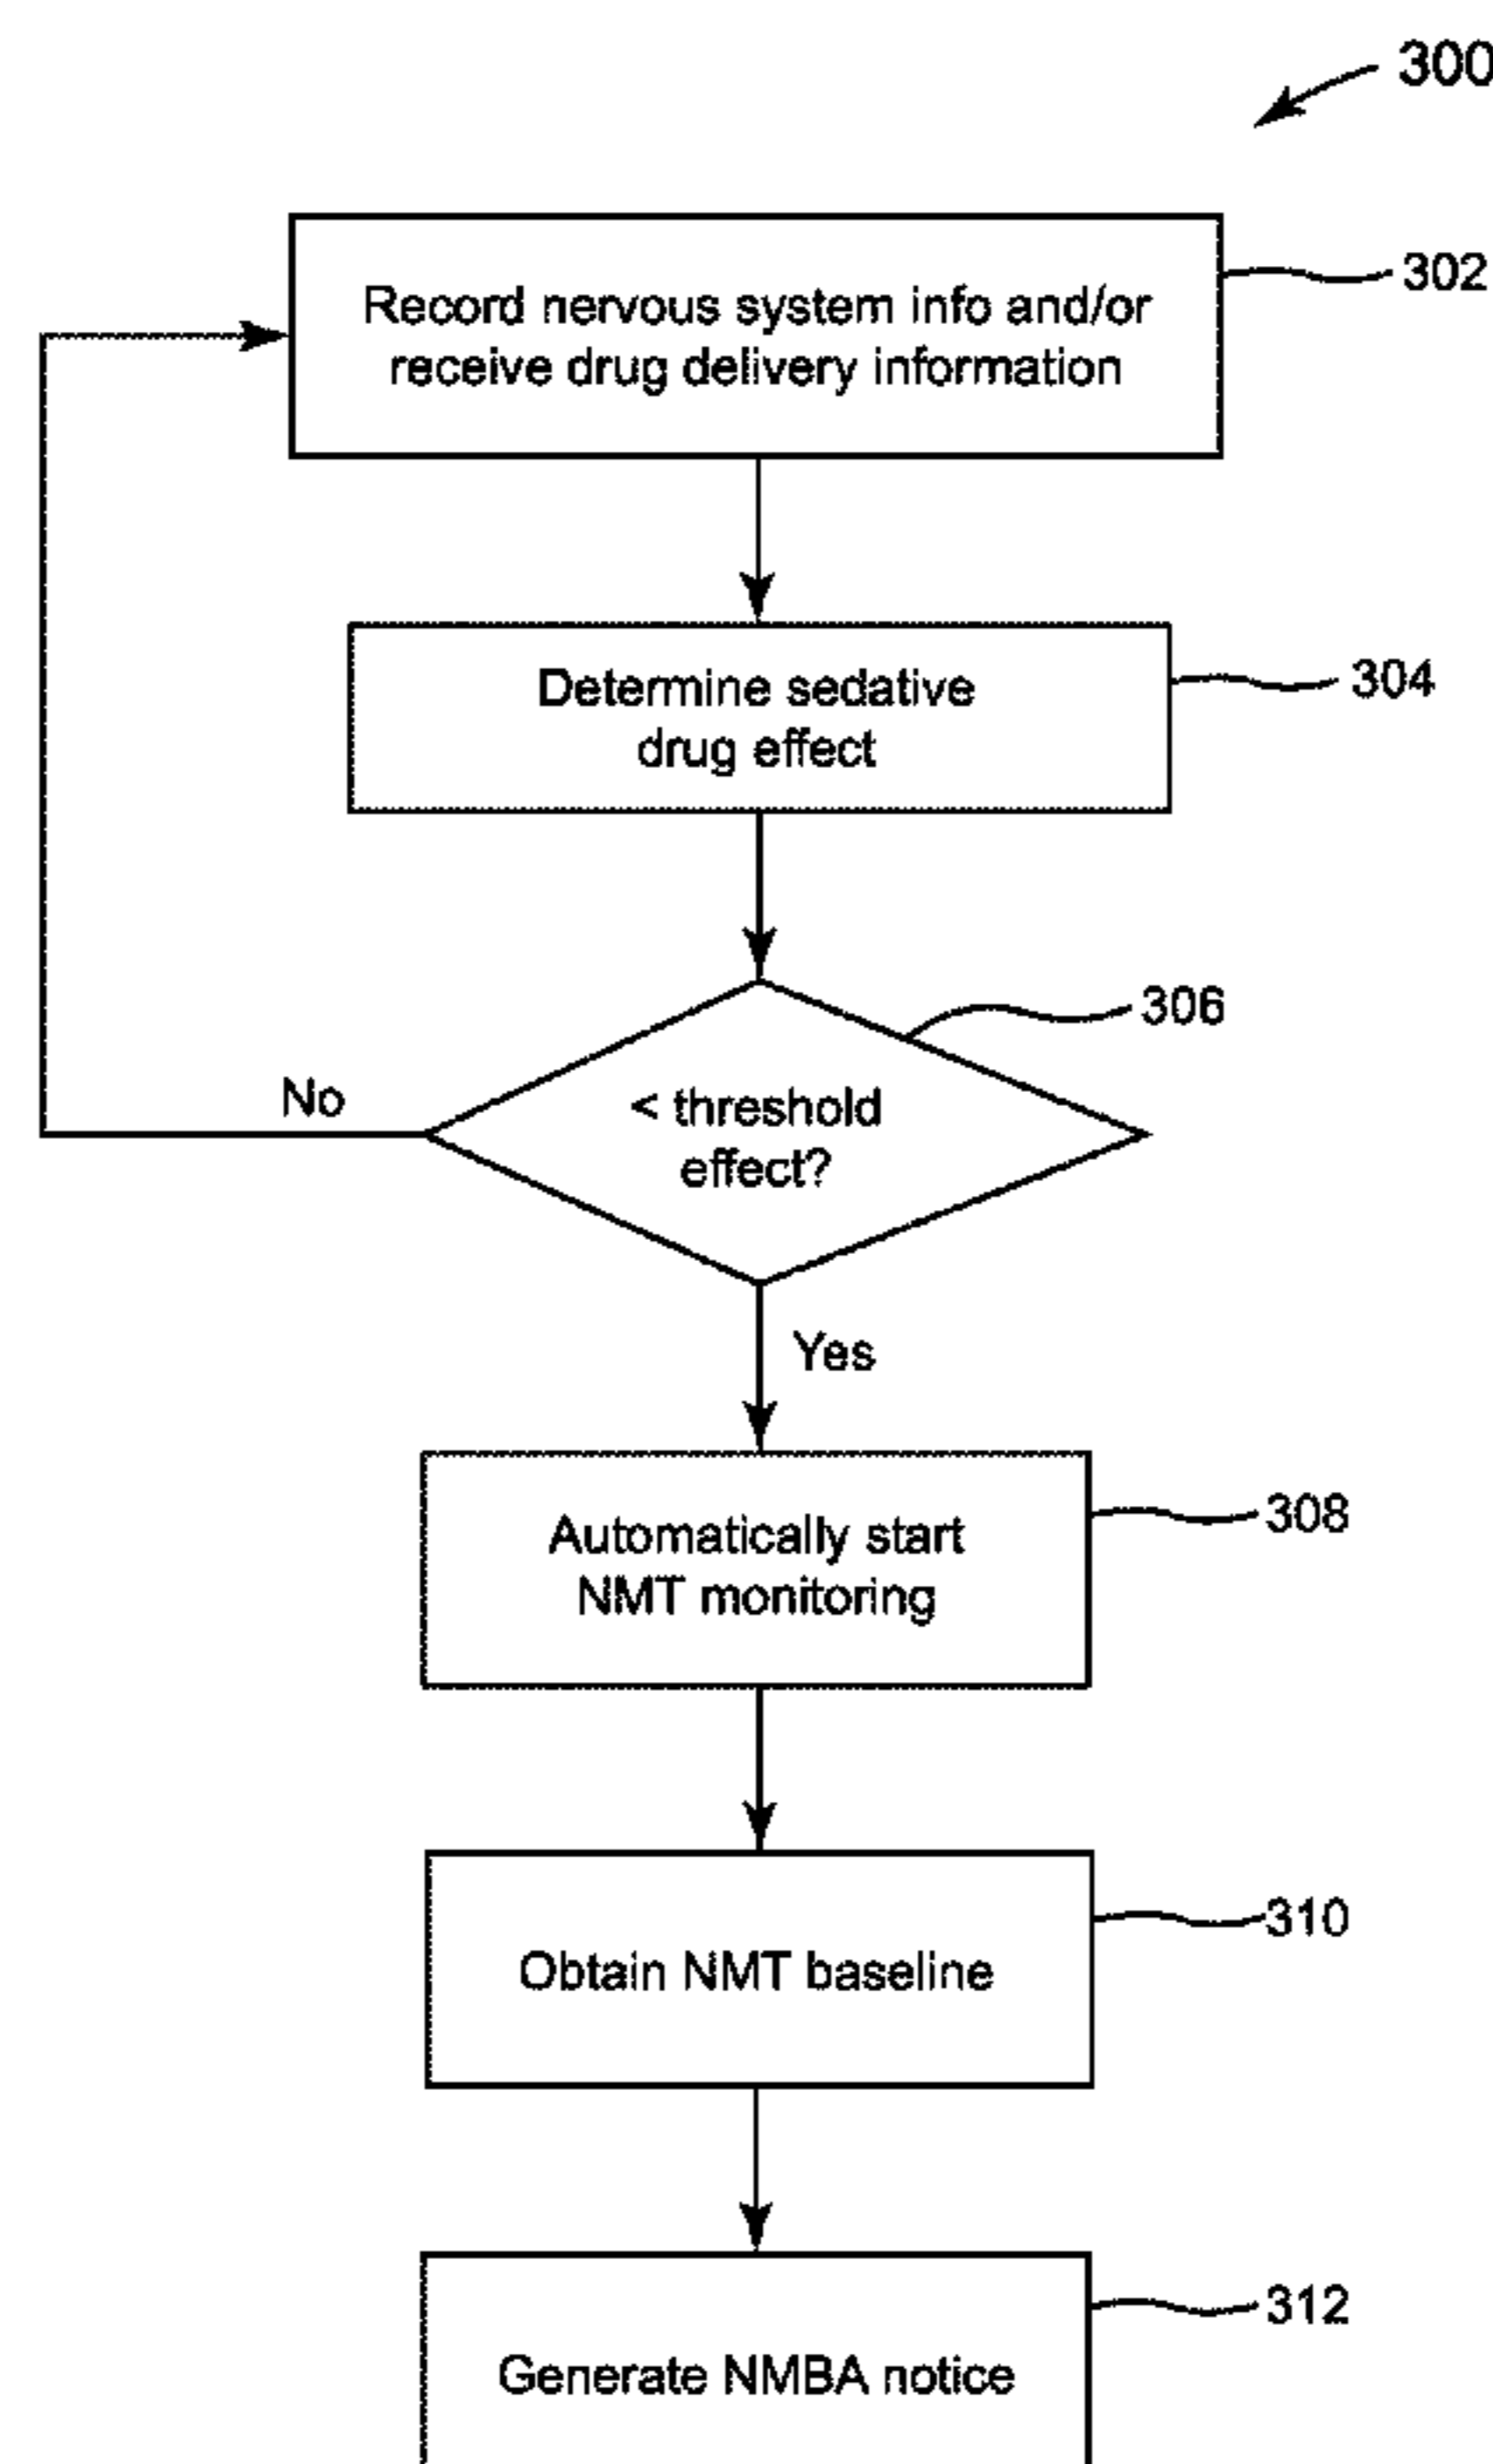 300
Record nervous system info and/or
receive drug delivery information
302
Determine sedative
drug effect
304
306
< threshold
effect?
No
Yes
Automatically start
NMT monitoring
308
Obtain NMT baseline
310
Generate NMBA notice
312